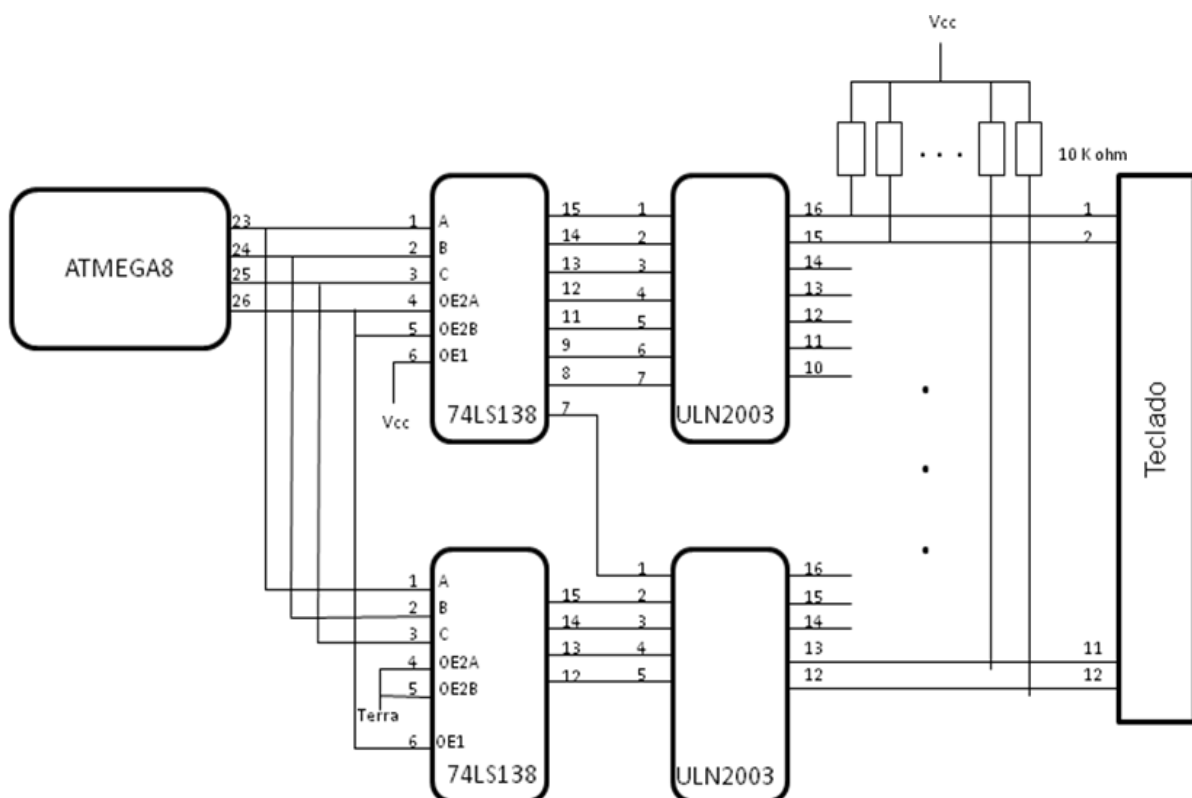 Vcc
10 K ohm
ATMEGA8
23
24
25
26
1 A
2 B
3 C
4 OE2A
5 OE2B
6 OE1
Vcc
74LS138
15 1
14 2
13 3
12 4
11 5
9 6
8 7
7
ULN2003
16
15
14
13
12
11
10
1
2
Teclado
1 A
2 B
3 C
4 OE2A
5 OE2B
Terra
6 OE1
74LS138
1
15 2
14 3
13 4
12 5
ULN2003
16
15
14
13
12
11
12